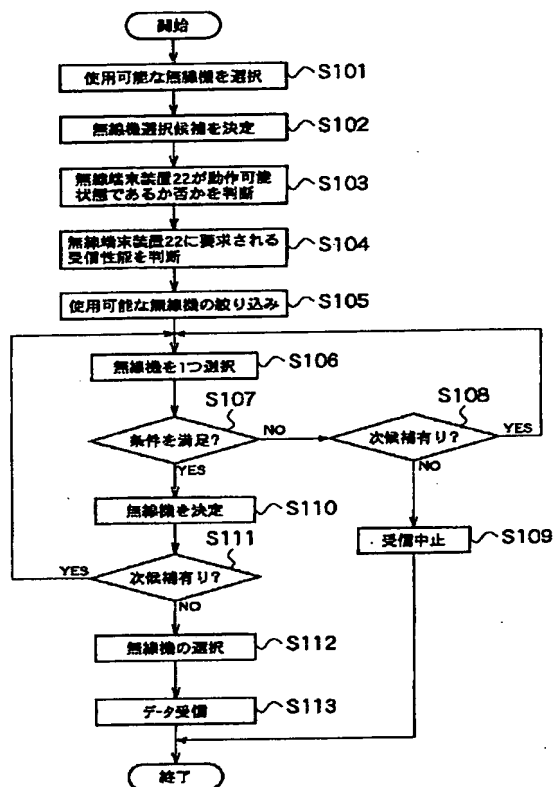 開始
使用可能な無線機を選択 S101
無線機選択候補を決定 S102
無線端末装置22が動作可能
状態であるか否かを判断 S103
無線端末装置22に要求される
受信性能を判断 S104
使用可能な無線機の絞り込み S105
無線機を1つ選択 S106
S107
条件を満足?
NO
YES
S108
次候補有り?
YES
NO
無線機を決定 S110
受信中止 S109
S111
次候補有り?
YES
NO
無線機の選択 S112
データ受信 S113
終了